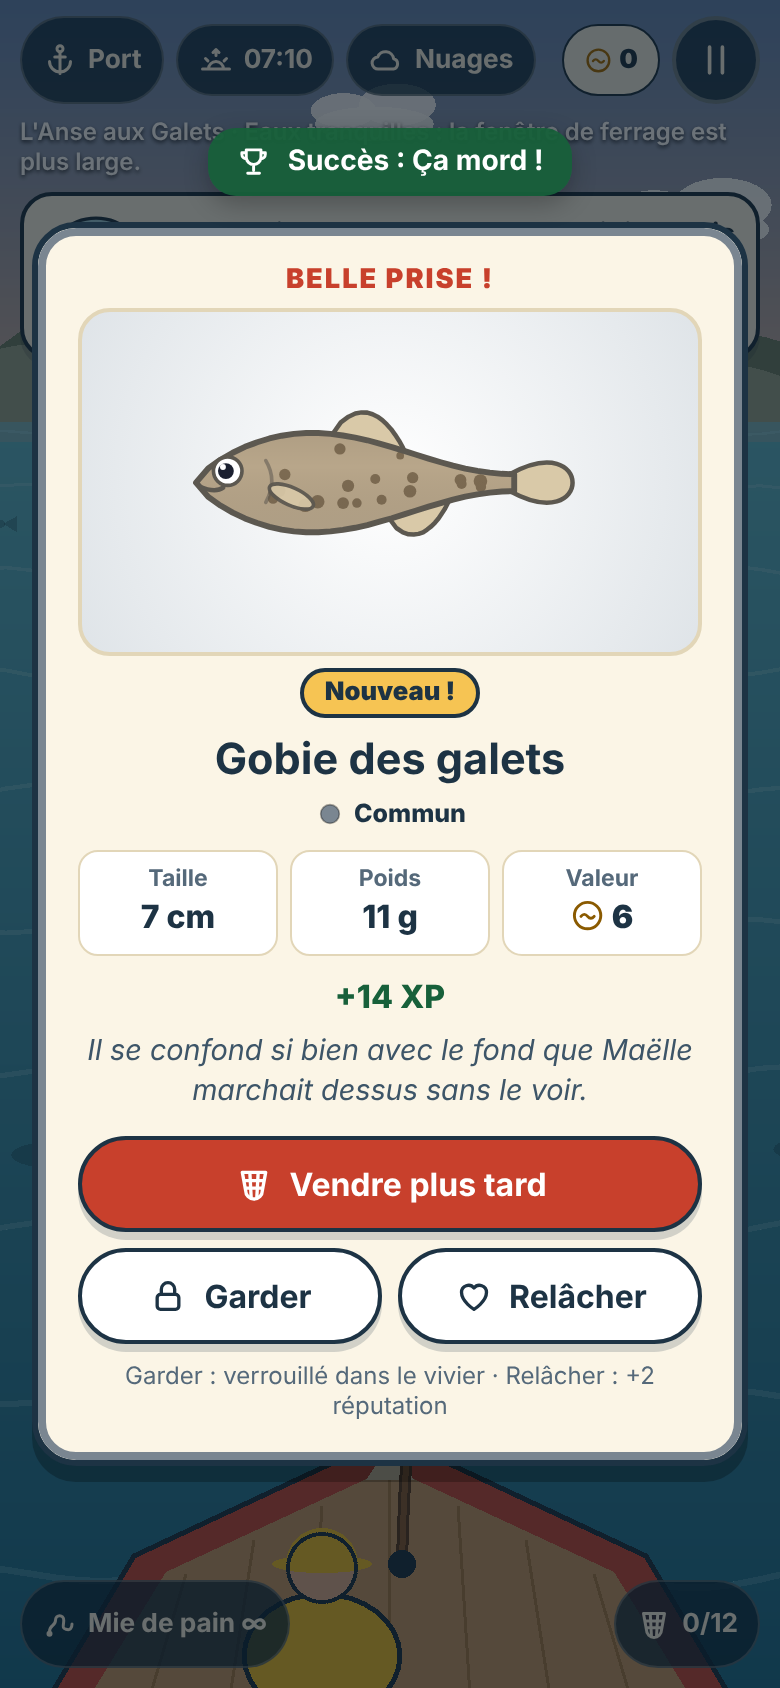 Port
07:10
Nuages
0
L'Anse aux Galets
de ferrage est
plus large.
Succès : Ça mord !
BELLE PRISE !
Nouveau !
Gobie des galets
Commun
Taille
7 cm
Poids
11 g
Valeur
6
+14 XP
Il se confond si bien avec le fond que Maëlle
marchait dessus sans le voir.
Vendre plus tard
Garder
Relâcher
Garder : verrouillé dans le vivier · Relâcher : +2
réputation
Mie de pain ∞
0/12